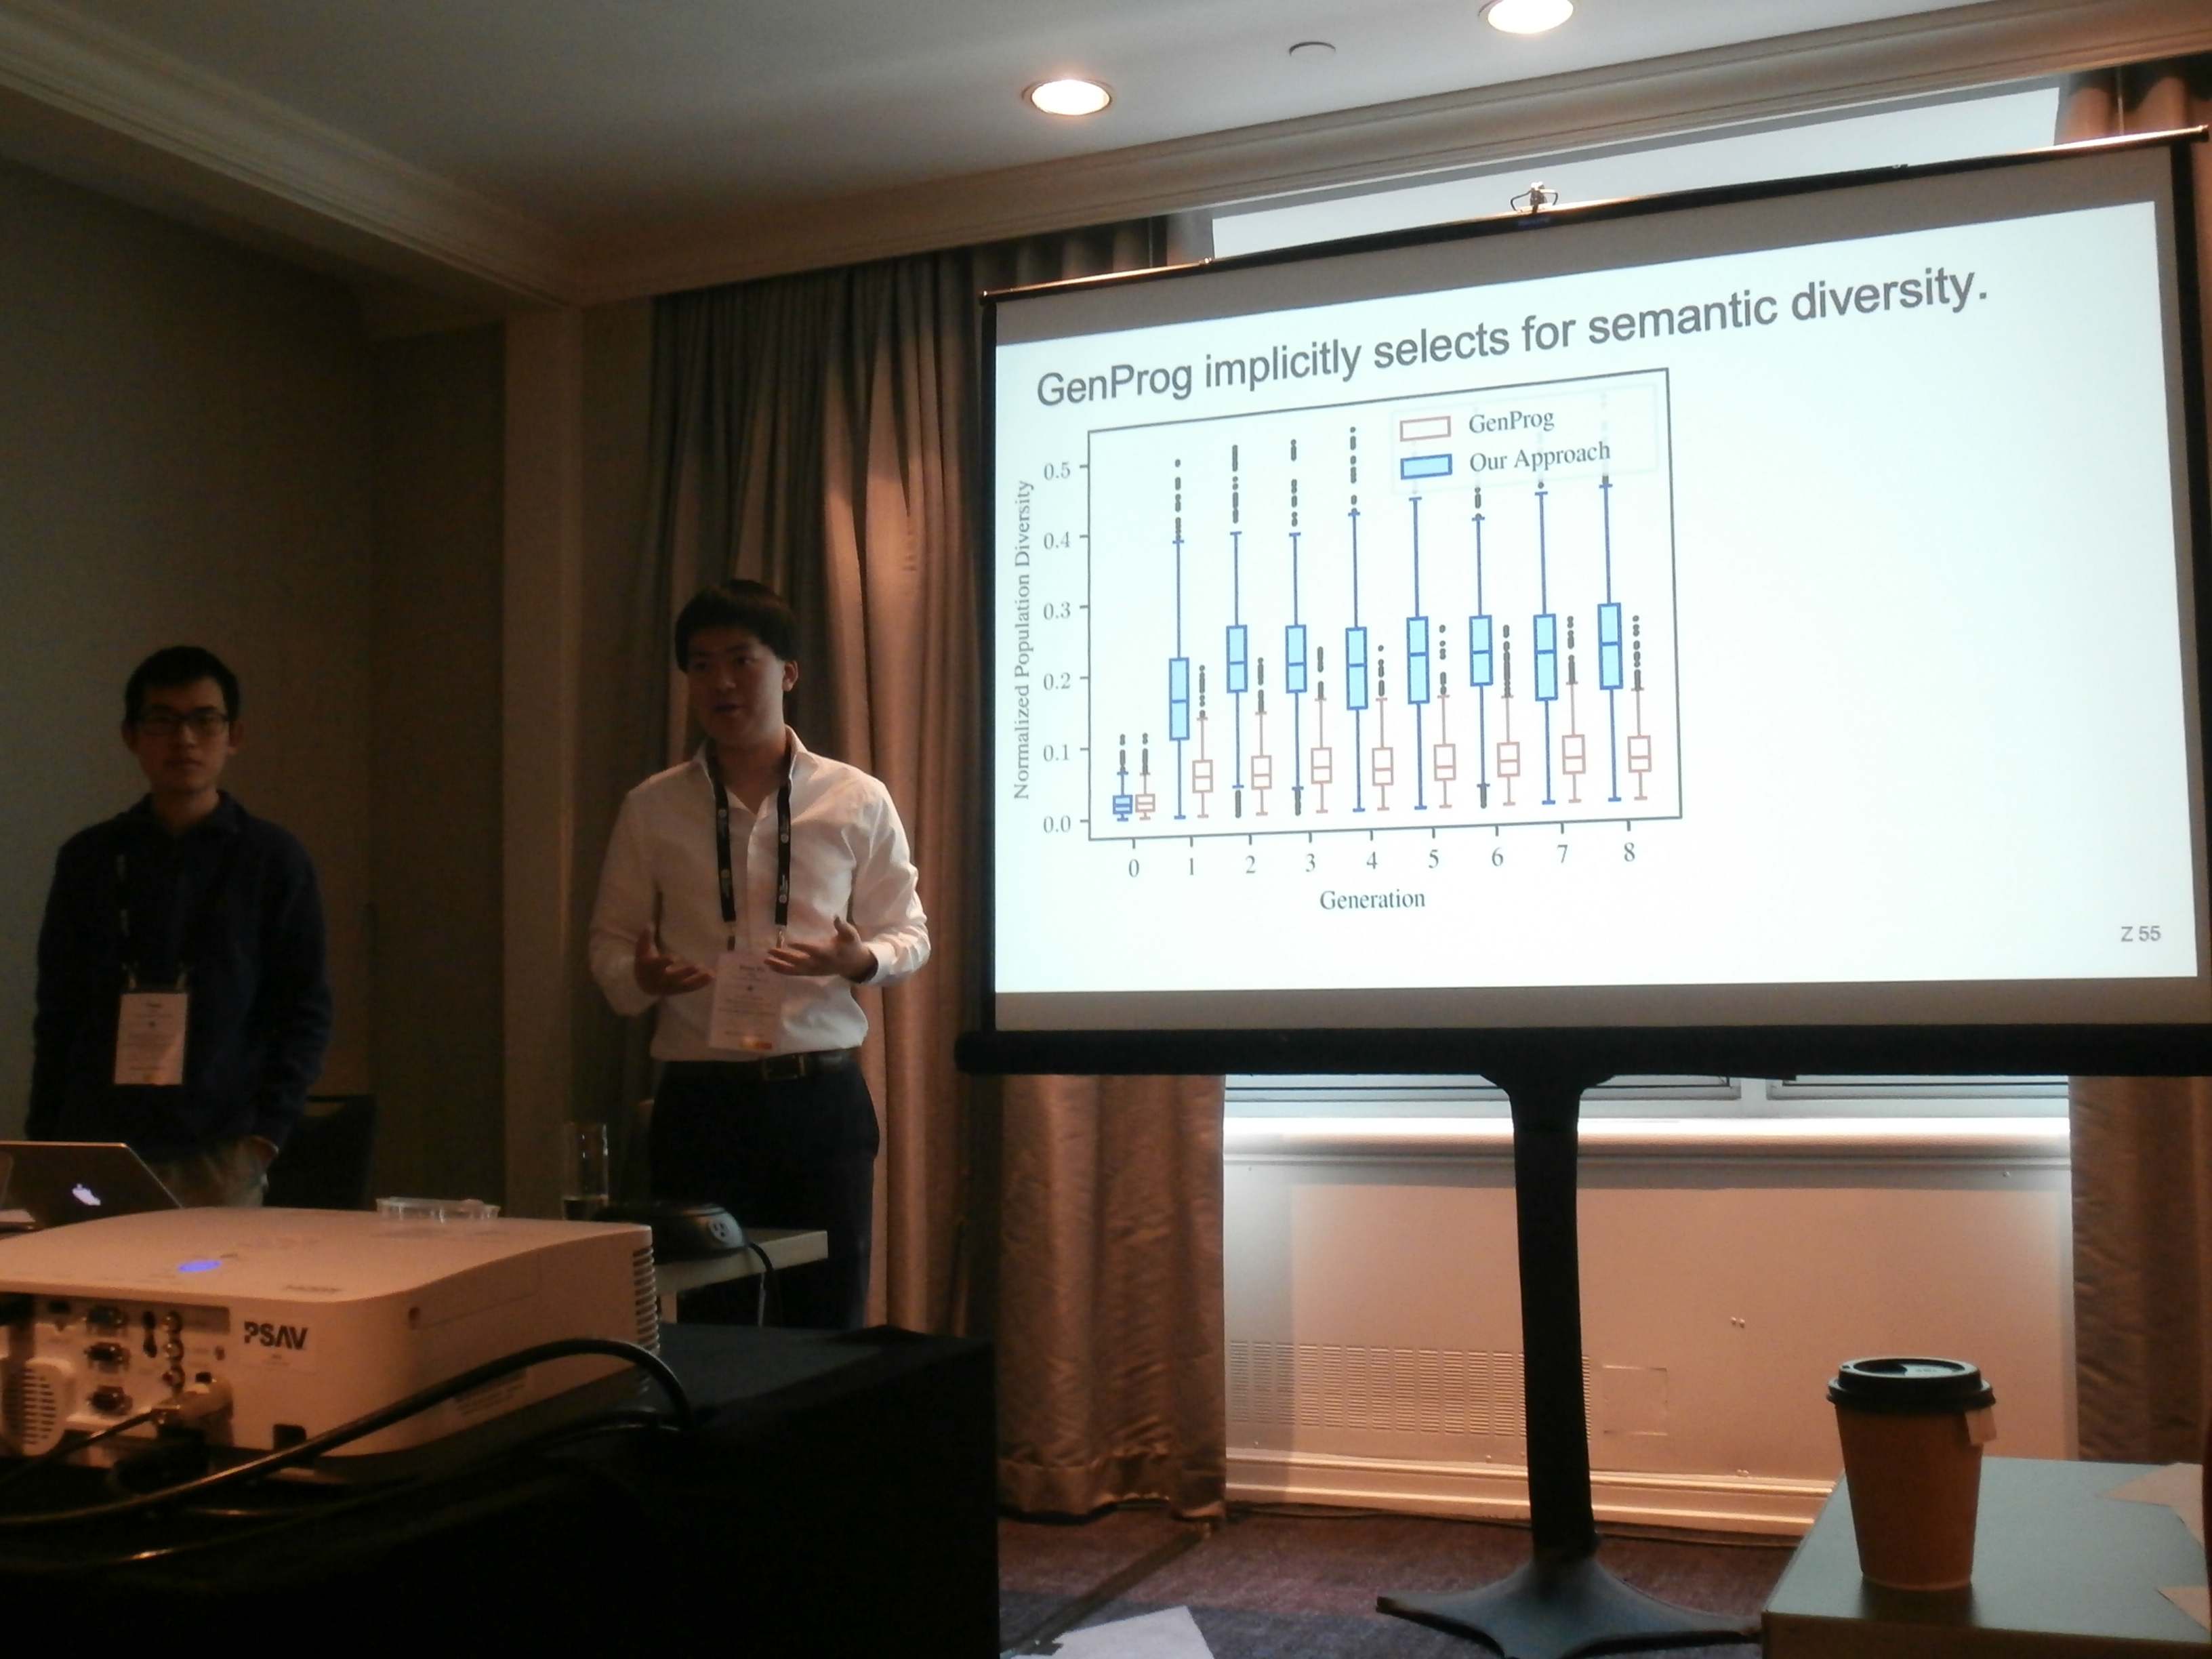 GenProg implicitly selects for semantic diversity.
GenProg
Our Approach
Normalized Population Diversity
0.5
0.4
0.3
0.2
0.1
0.0
0 1 2 3 4 5 6 7 8
Generation
Z 55
PSAV